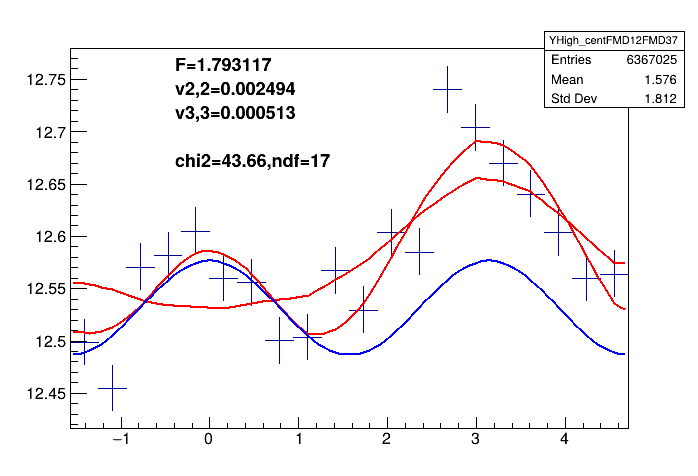 YHigh_centFMD12FMD37
Entries 6367025
Mean 1.576
Std Dev 1.812
F=1.793117
v2,2=0.002494
v3,3=0.000513
chi2=43.66,ndf=17
12.75
12.7
12.65
12.6
12.55
12.5
12.45
−1 0 1 2 3 4